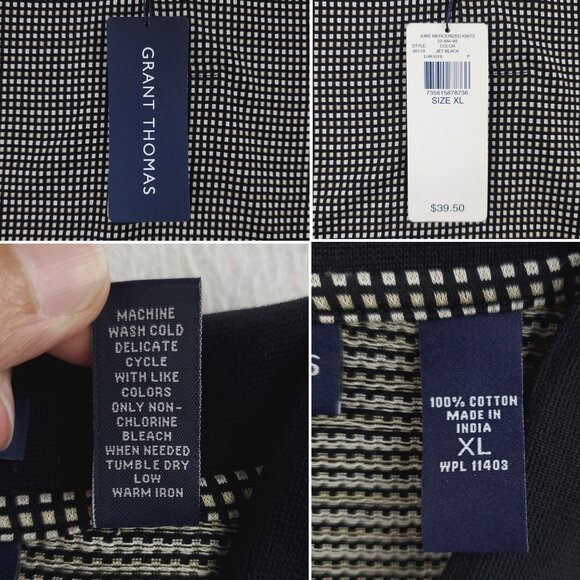 GRANT THOMAS
JUNE MERCERIZED KNITS
STYLE COLOR
JET BLACK
P
735615878736
SIZE XL
$39.50
MACHINE
WASH COLD
DELICATE
CYCLE
WITH LIKE
COLORS
ONLY NON-
CHLORINE
BLEACH
WHEN NEEDED
TUMBLE DRY
LOW
WARM IRON
S
100% COTTON
MADE IN
INDIA
XL
WPL 11403